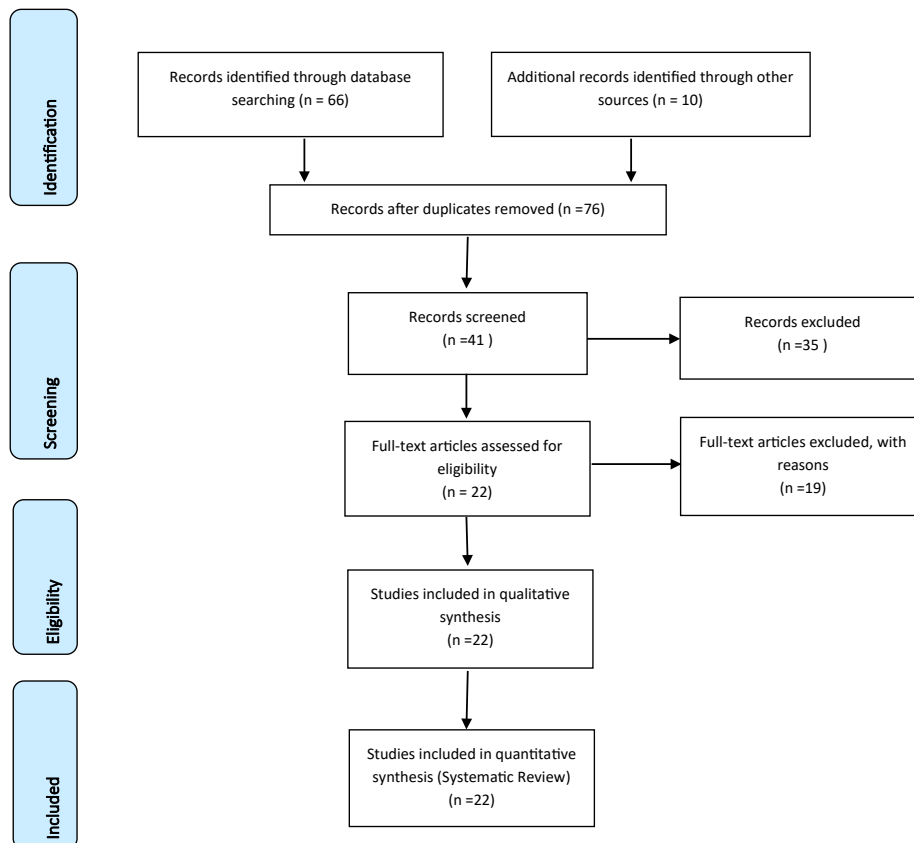 Identification
Records identified through database
searching (n = 66)
Additional records identified through other
sources (n = 10)
Records after duplicates removed (n =76)
Screening
Records screened
(n =41 )
Records excluded
(n =35 )
Full-text articles assessed for
eligibility
(n = 22)
Full-text articles excluded, with
reasons
(n =19)
Eligibility
Studies included in qualitative
synthesis
(n =22)
Included
Studies included in quantitative
synthesis (Systematic Review)
(n =22)